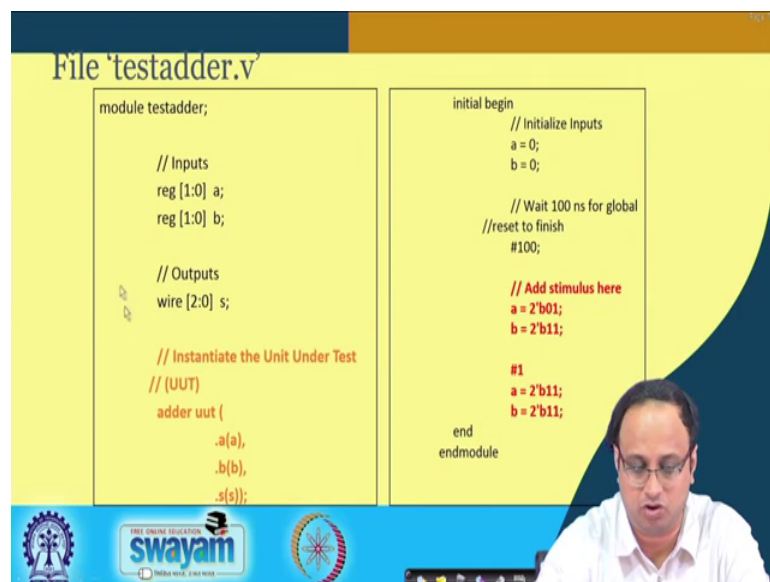 File 'testadder.v'
module testadder;
// Inputs
reg [1:0] a;
reg [1:0] b;
// Outputs
wire [2:0] s;
// Instantiate the Unit Under Test
// (UUT)
adder uut (
.a(a),
.b(b),
.s(s));
initial begin
// Initialize Inputs
a = 0;
b = 0;
// Wait 100 ns for global
//reset to finish
#100;
// Add stimulus here
a = 2'b01;
b = 2'b11;
#1
a = 2'b11;
b = 2'b11;
end
endmodule
FREE ONLINE EDUCATION
swayam